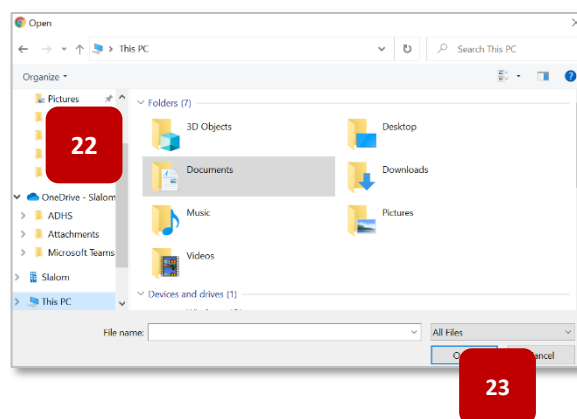 Open
This PC
Search This PC
Organize
Pictures
Folders (7)
3D Objects
Desktop
22
Documents
Downloads
OneDrive - Slalom
ADHS
Music
Pictures
Attachments
Microsoft Teams
Videos
Slalom
This PC
Devices and drives (1)
File name:
All Files
23